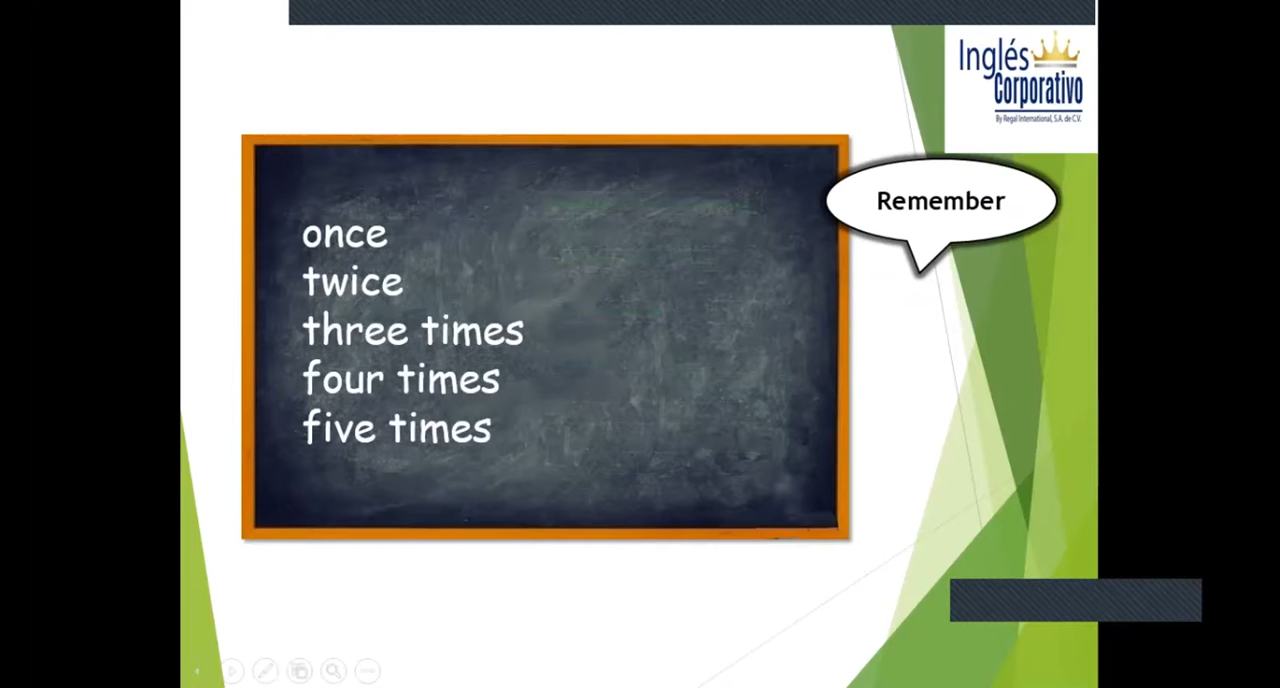 Inglés
Corporativo
By Regal International, S.A. de C.V.
Remember
once
twice
three times
four times
five times